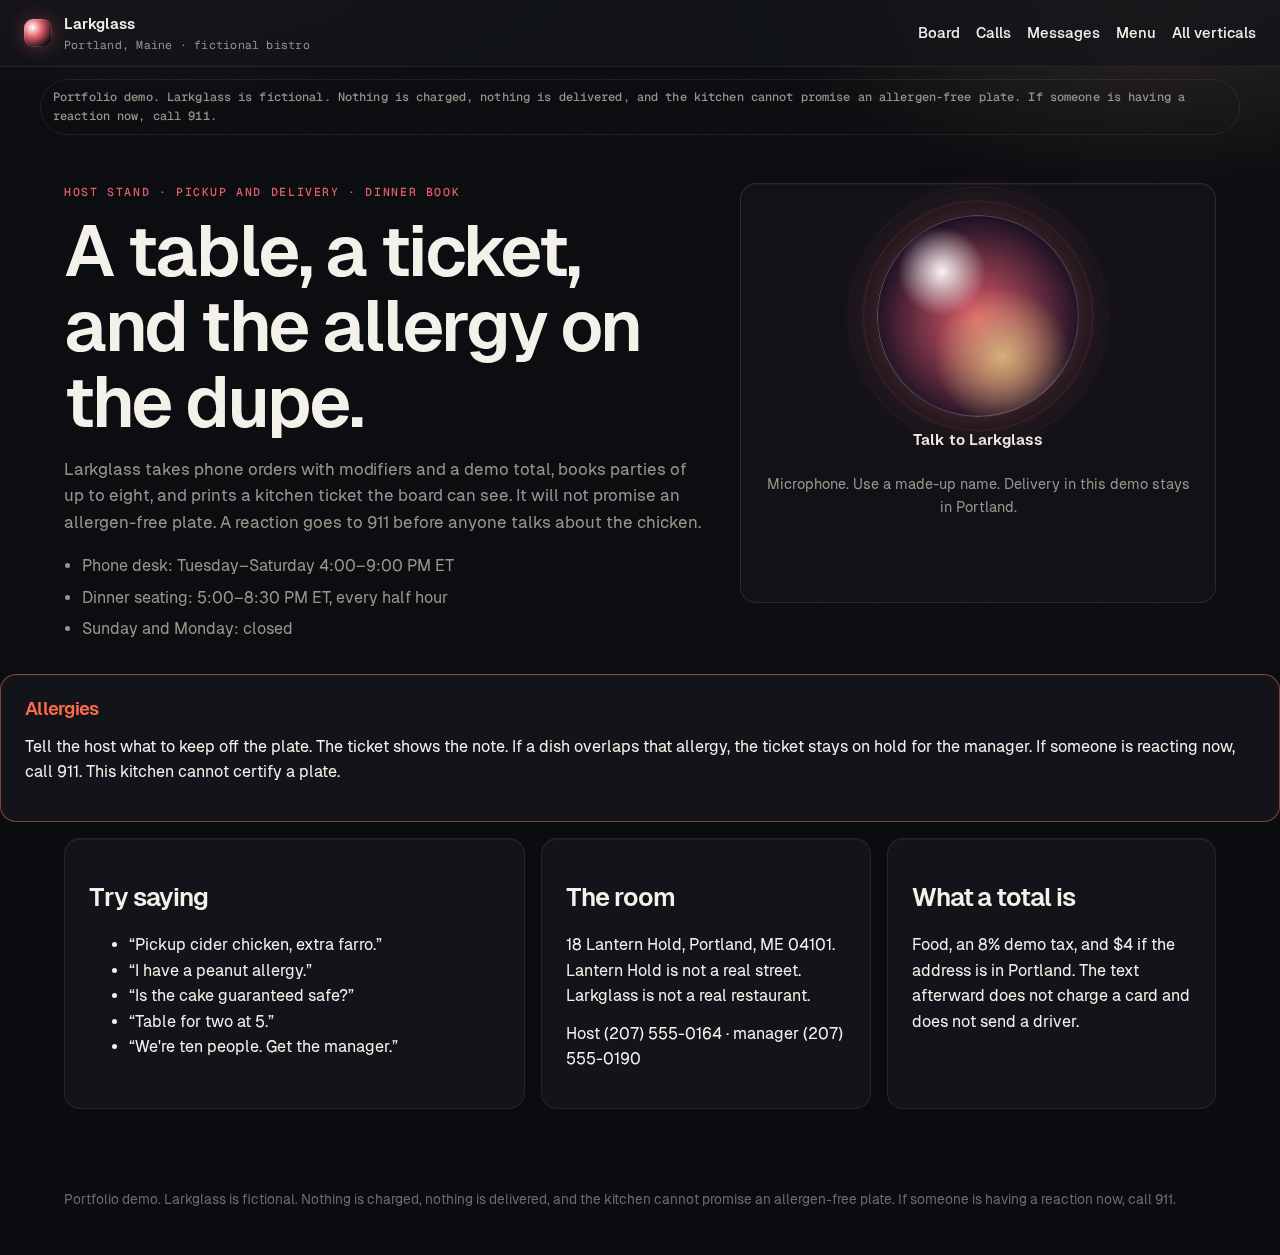 Larkglass
Portland, Maine · fictional bistro
Board Calls Messages Menu All verticals
Portfolio demo. Larkglass is fictional. Nothing is charged, nothing is delivered, and the kitchen cannot promise an allergen-free plate. If someone is having a
reaction now, call 911.
HOST STAND · PICKUP AND DELIVERY · DINNER BOOK
A table, a ticket,
and the allergy on
the dupe.
Larkglass takes phone orders with modifiers and a demo total, books parties of
up to eight, and prints a kitchen ticket the board can see. It will not promise an
allergen-free plate. A reaction goes to 911 before anyone talks about the chicken.
• Phone desk: Tuesday–Saturday 4:00–9:00 PM ET
• Dinner seating: 5:00–8:30 PM ET, every half hour
• Sunday and Monday: closed
Talk to Larkglass
Microphone. Use a made-up name. Delivery in this demo stays
in Portland.
Allergies
Tell the host what to keep off the plate. The ticket shows the note. If a dish overlaps that allergy, the ticket stays on hold for the manager. If someone is reacting now,
call 911. This kitchen cannot certify a plate.
Try saying
• “Pickup cider chicken, extra farro.”
• “I have a peanut allergy.”
• “Is the cake guaranteed safe?”
• “Table for two at 5.”
• “We're ten people. Get the manager.”
The room
18 Lantern Hold, Portland, ME 04101.
Lantern Hold is not a real street.
Larkglass is not a real restaurant.
Host (207) 555-0164 · manager (207)
555-0190
What a total is
Food, an 8% demo tax, and $4 if the
address is in Portland. The text
afterward does not charge a card and
does not send a driver.
Portfolio demo. Larkglass is fictional. Nothing is charged, nothing is delivered, and the kitchen cannot promise an allergen-free plate. If someone is having a reaction now, call 911.